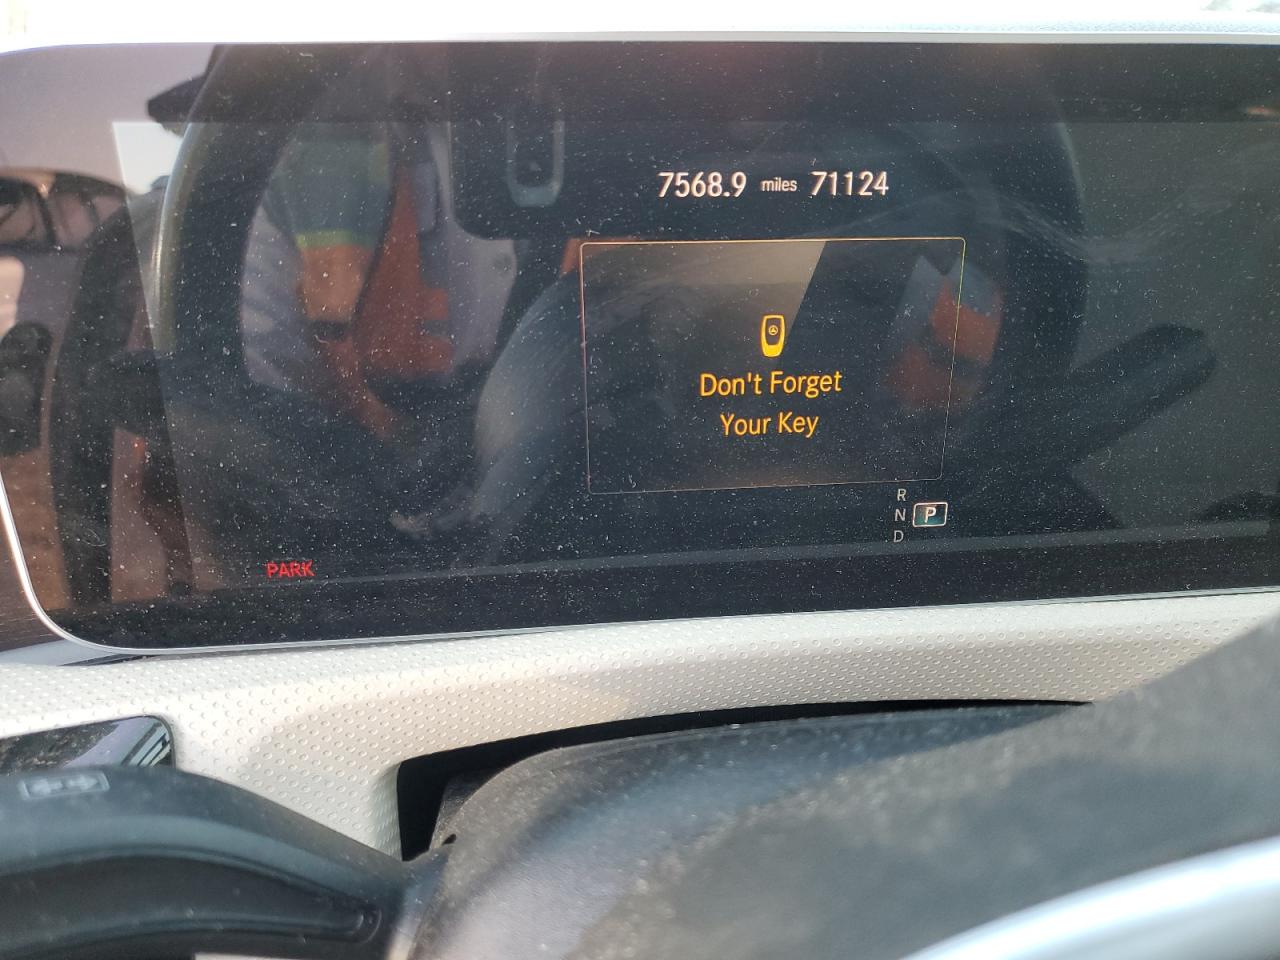 7568.9 miles 71124
Don't Forget
Your Key
R
N P
D
PARK